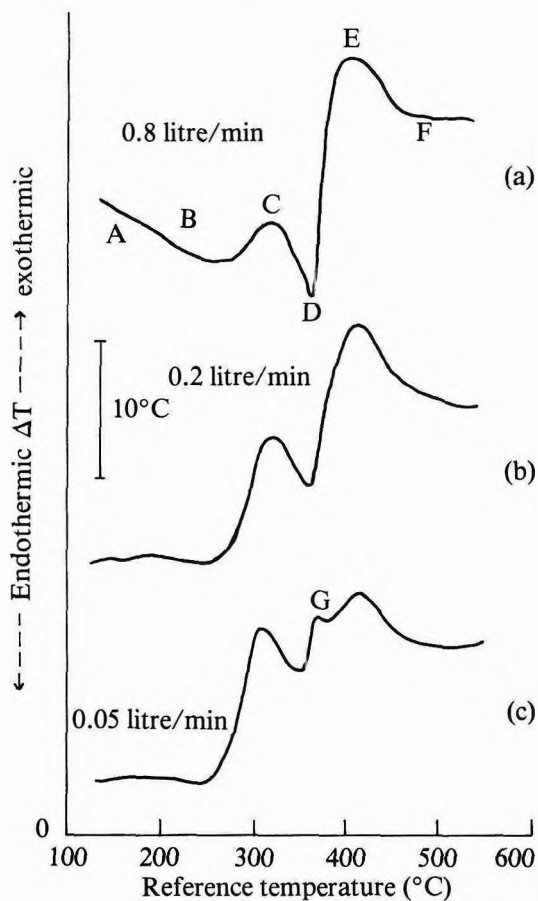 E
0.8 litre/min
F
(a)
A
B
C
D
10°C
0.2 litre/min
(b)
G
0.05 litre/min
(c)
<---- Endothermic ΔT ----> exothermic
0
100 200 300 400 500 600
Reference temperature (°C)